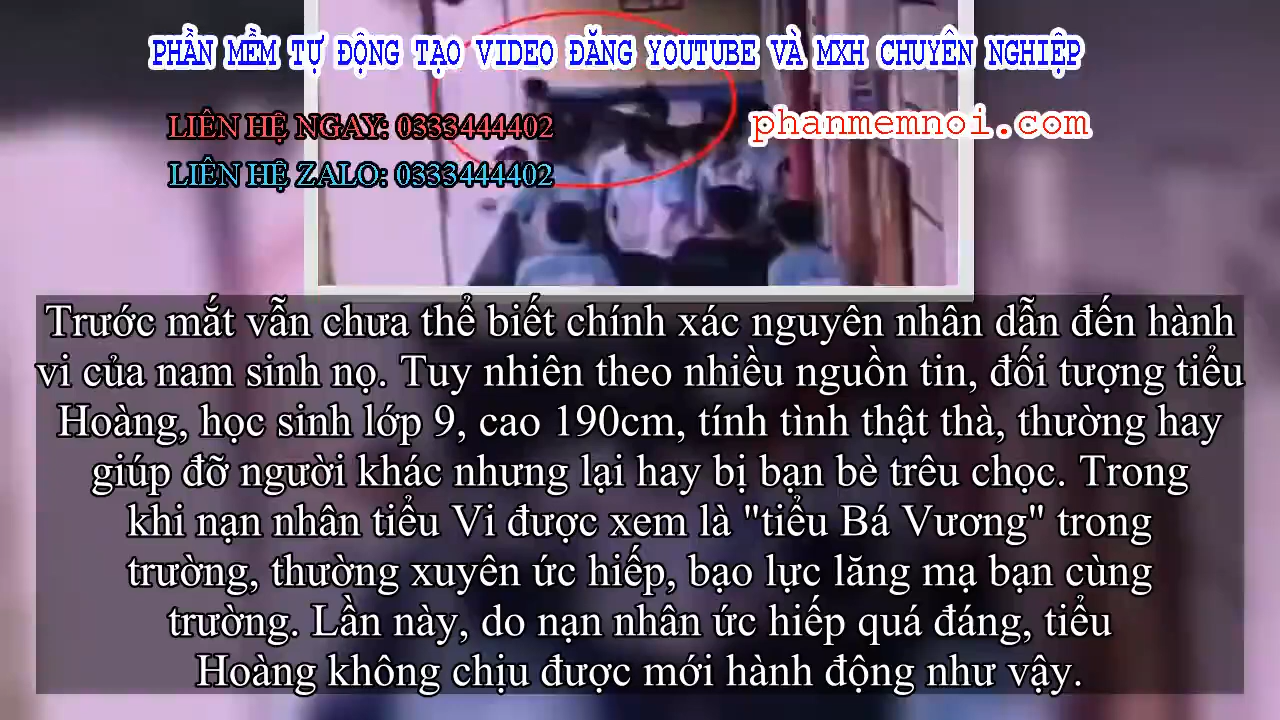 PHẦN MỀM TỰ ĐỘNG TẠO VIDEO ĐĂNG YOUTUBE VÀ MXH CHUYÊN NGHIỆP
LIÊN HỆ NGAY: 0333444402
phanmemnoi.com
LIÊN HỆ ZALO: 0333444402
Trước mắt vẫn chưa thể biết chính xác nguyên nhân dẫn đến hành
vi của nam sinh nọ. Tuy nhiên theo nhiều nguồn tin, đối tượng tiểu
Hoàng, học sinh lớp 9, cao 190cm, tính tình thật thà, thường hay
giúp đỡ người khác nhưng lại hay bị bạn bè trêu chọc. Trong
khi nạn nhân tiểu Vi được xem là "tiểu Bá Vương" trong
trường, thường xuyên ức hiếp, bạo lực lăng mạ bạn cùng
trường. Lần này, do nạn nhân ức hiếp quá đáng, tiểu
Hoàng không chịu được mới hành động như vậy.